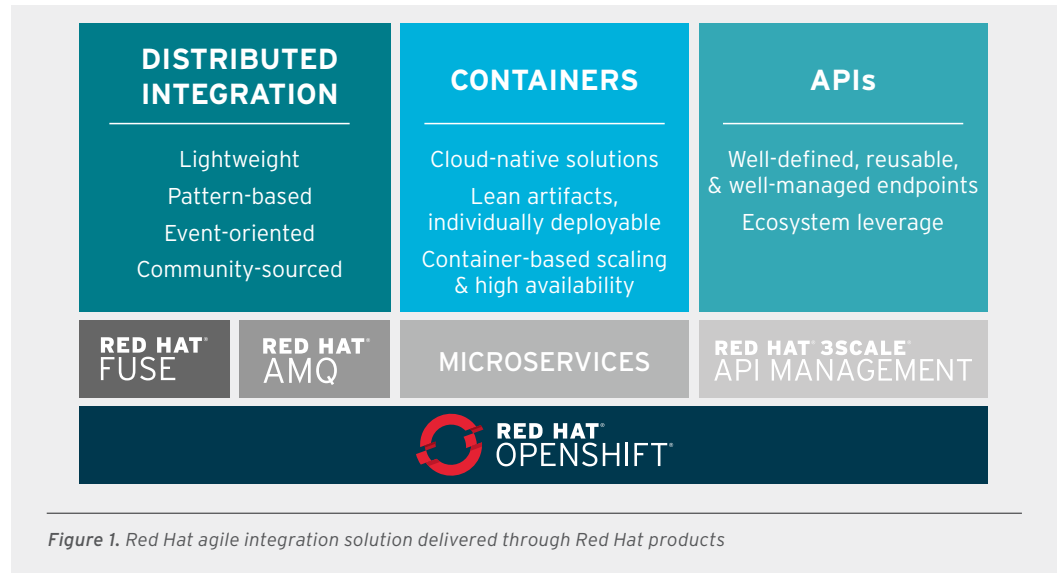 DISTRIBUTED
INTEGRATION
Lightweight
Pattern-based
Event-oriented
Community-sourced
CONTAINERS
Cloud-native solutions
Lean artifacts,
individually deployable
Container-based scaling
& high availability
APIs
Well-defined, reusable,
& well-managed endpoints
Ecosystem leverage
RED HAT®
FUSE
RED HAT®
AMQ
MICROSERVICES
RED HAT® 3SCALE®
API MANAGEMENT
RED HAT®
OPENSHIFT®
Figure 1. Red Hat agile integration solution delivered through Red Hat products